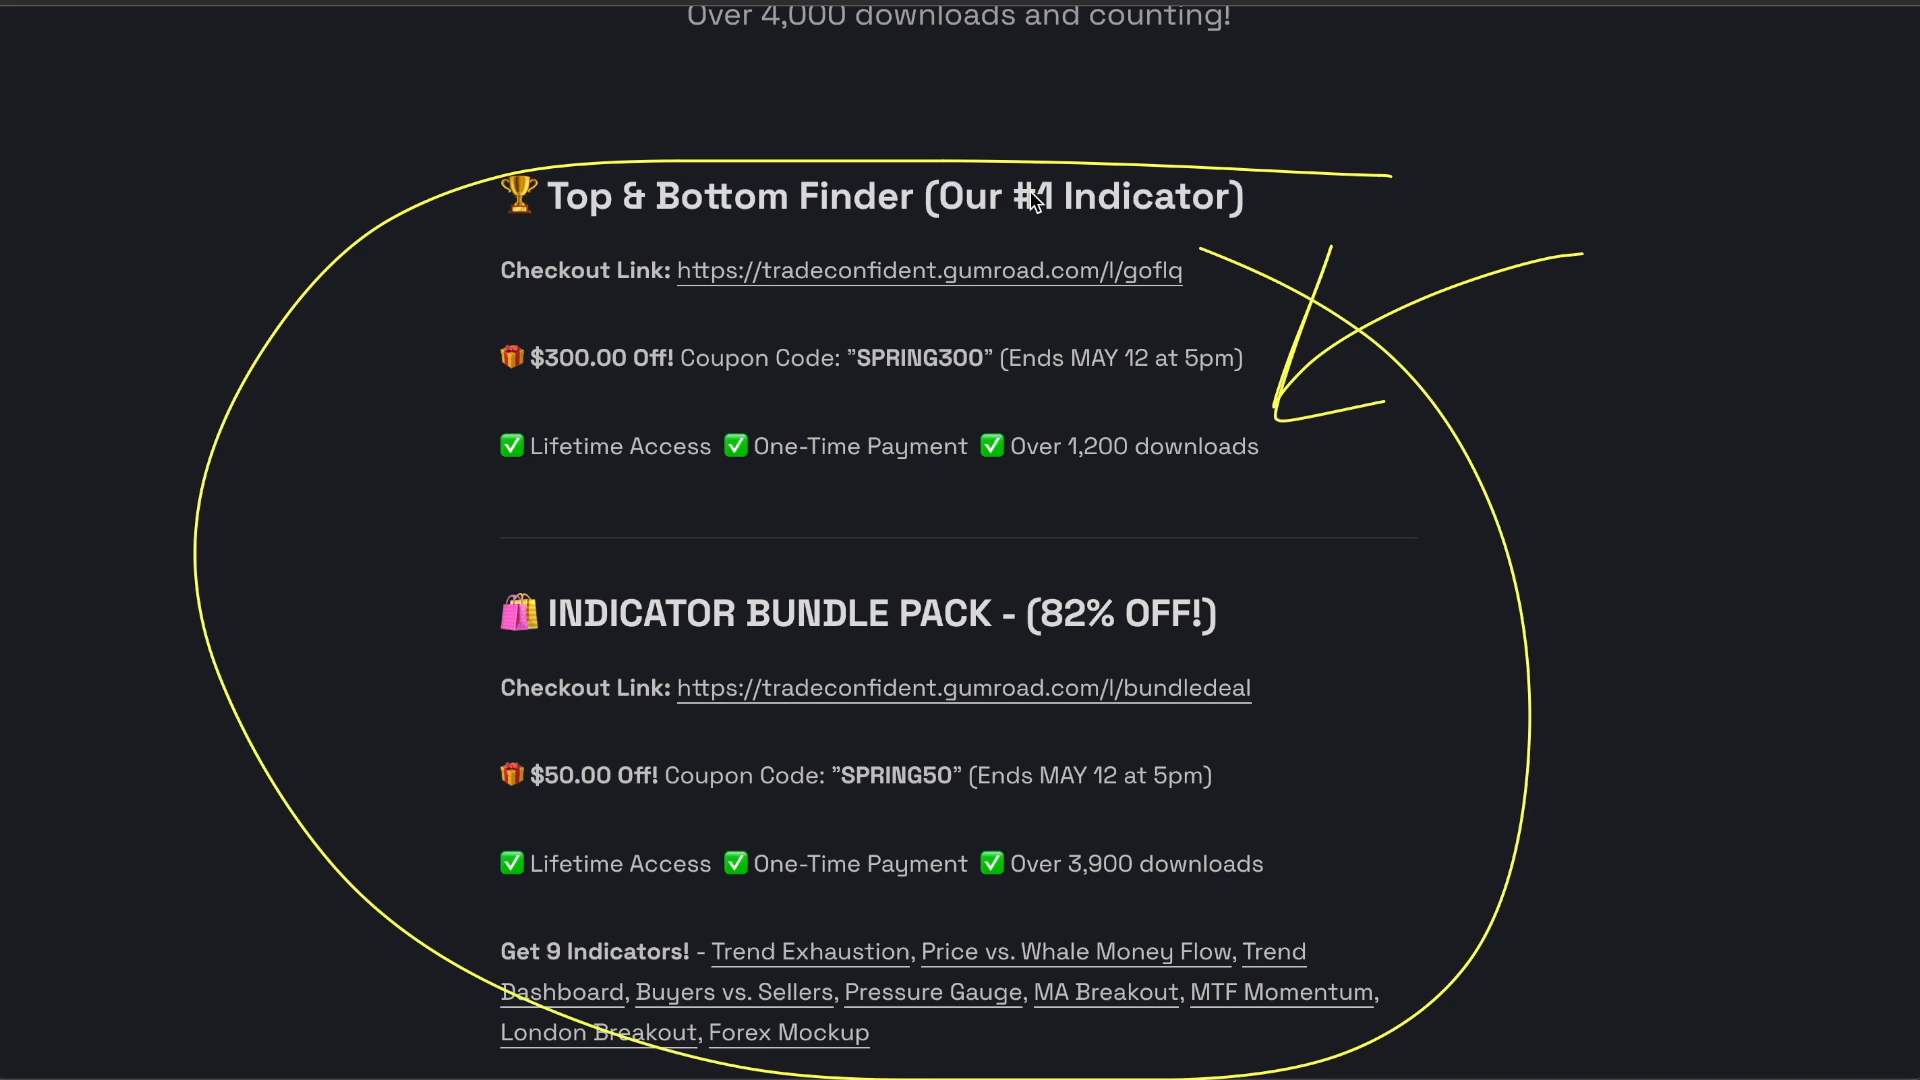 Over 4,000 downloads and counting!
🏆 Top & Bottom Finder (Our #1 Indicator)
Checkout Link: https://tradeconfident.gumroad.com/l/goflq
🎁 $300.00 Off! Coupon Code: ”SPRING300” (Ends MAY 12 at 5pm)
✅ Lifetime Access ✅ One-Time Payment ✅ Over 1,200 downloads
🛍️ INDICATOR BUNDLE PACK - (82% OFF!)
Checkout Link: https://tradeconfident.gumroad.com/l/bundledeal
🎁 $50.00 Off! Coupon Code: ”SPRING50” (Ends MAY 12 at 5pm)
✅ Lifetime Access ✅ One-Time Payment ✅ Over 3,900 downloads
Get 9 Indicators! - Trend Exhaustion, Price vs. Whale Money Flow, Trend
Dashboard, Buyers vs. Sellers, Pressure Gauge, MA Breakout, MTF Momentum,
London Breakout, Forex Mockup